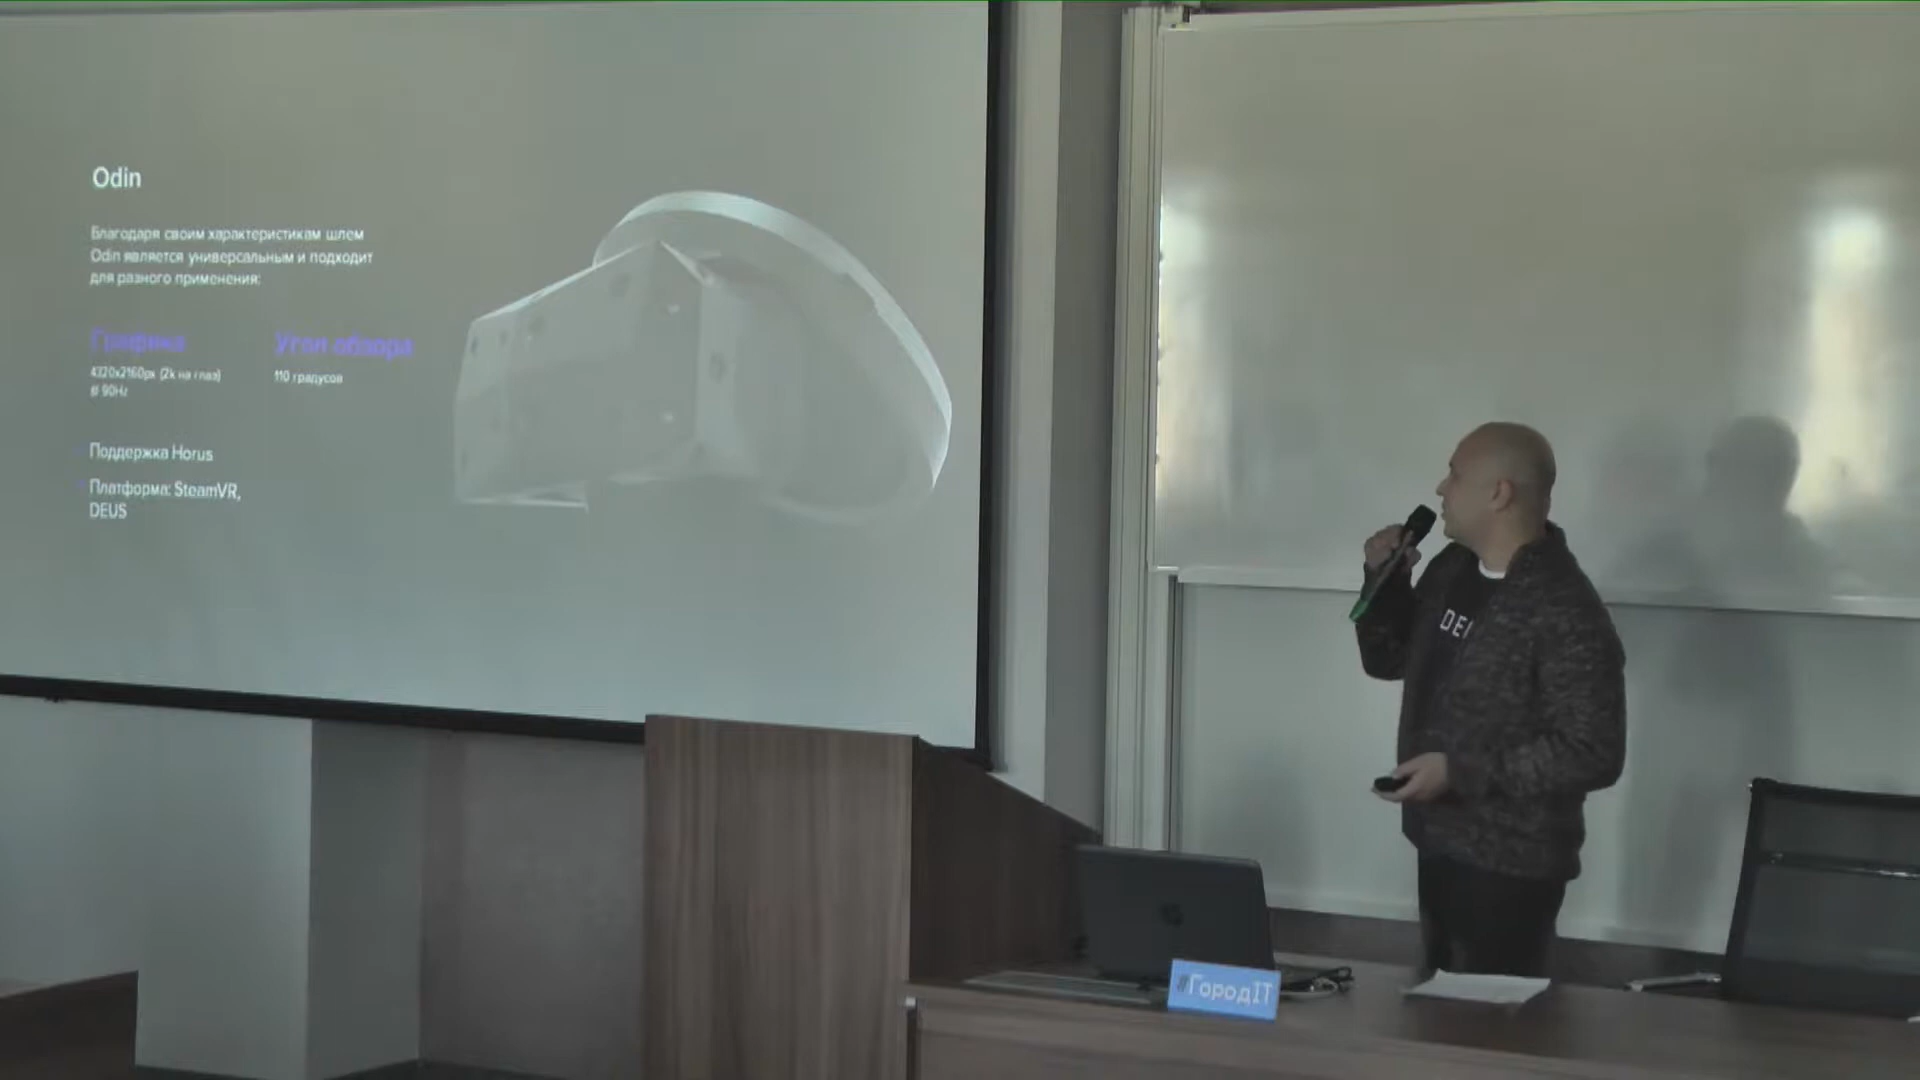 Odin
Благодаря своим характеристикам шлем
Odin является универсальным и подходит
для разного применения:
Графика
4320x2160px (2k на глаз)
@ 90Hz
Угол обзора
110 градусов
Поддержка Horus
Платформа: SteamVR,
DEUS
DE
#ГородIT